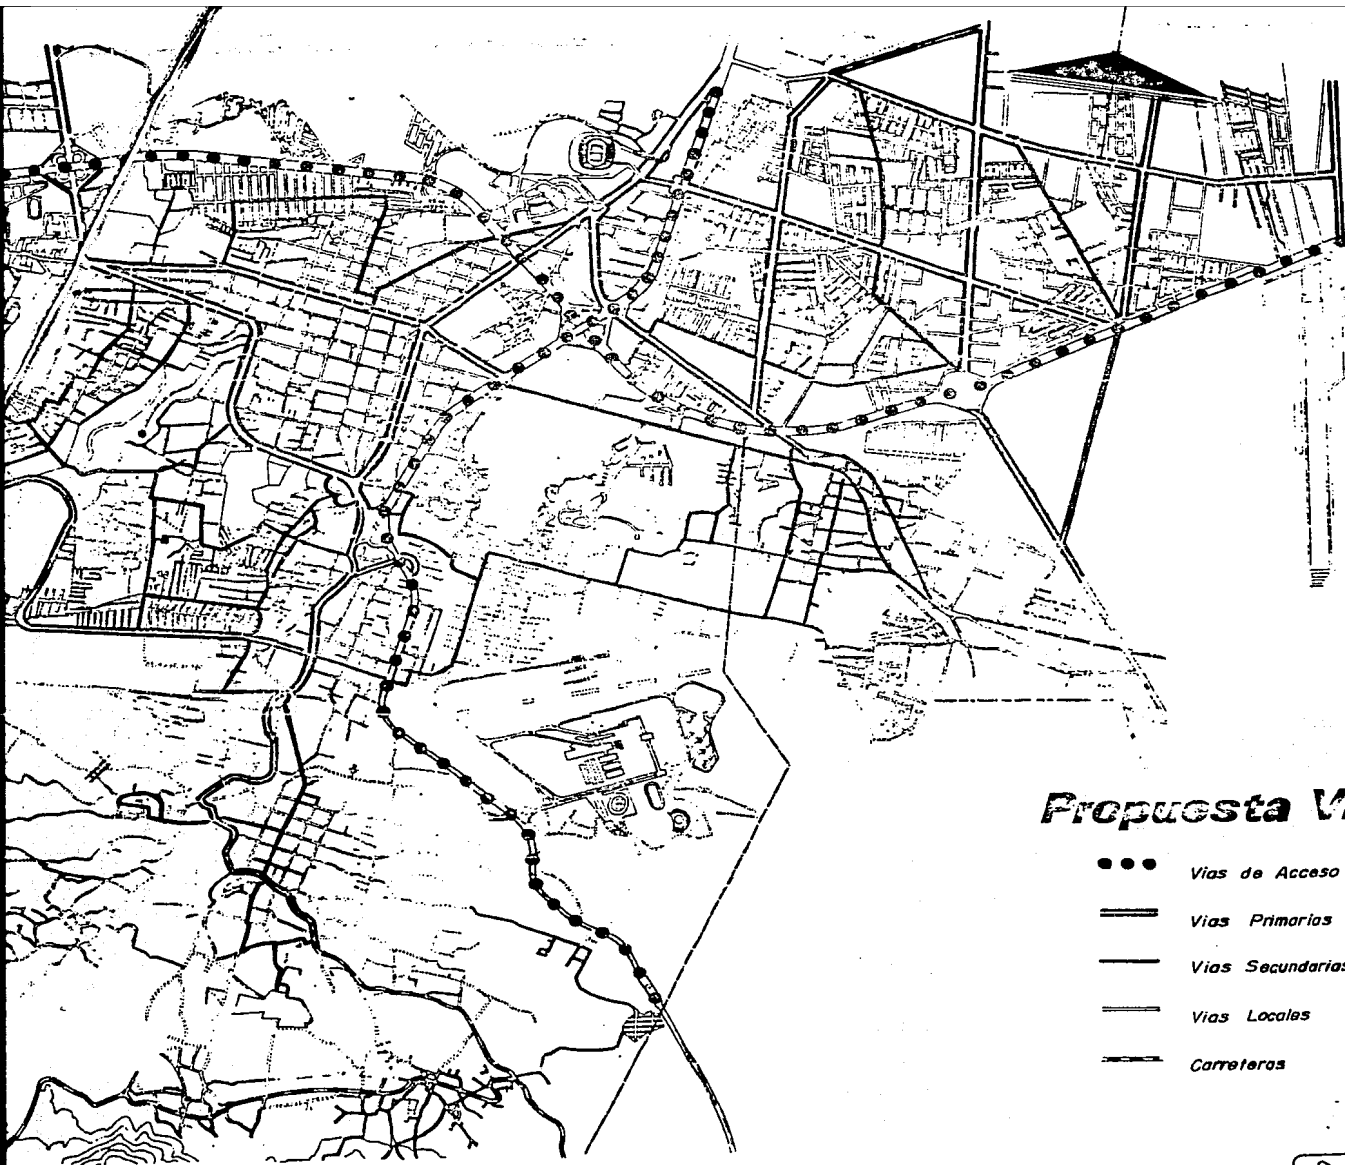 Propuesta
Vias de Acceso
Vias Primarias
Vias Secundarias
Vias Locales
Carreteras